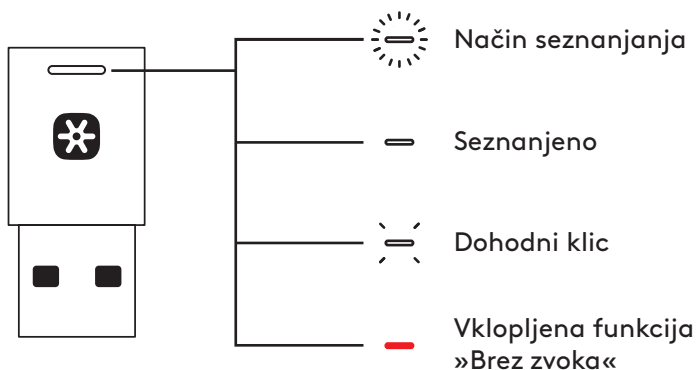 Način seznanjanja
Seznanjeno
Dohodni klic
Vklopljena funkcija
»Brez zvoka«